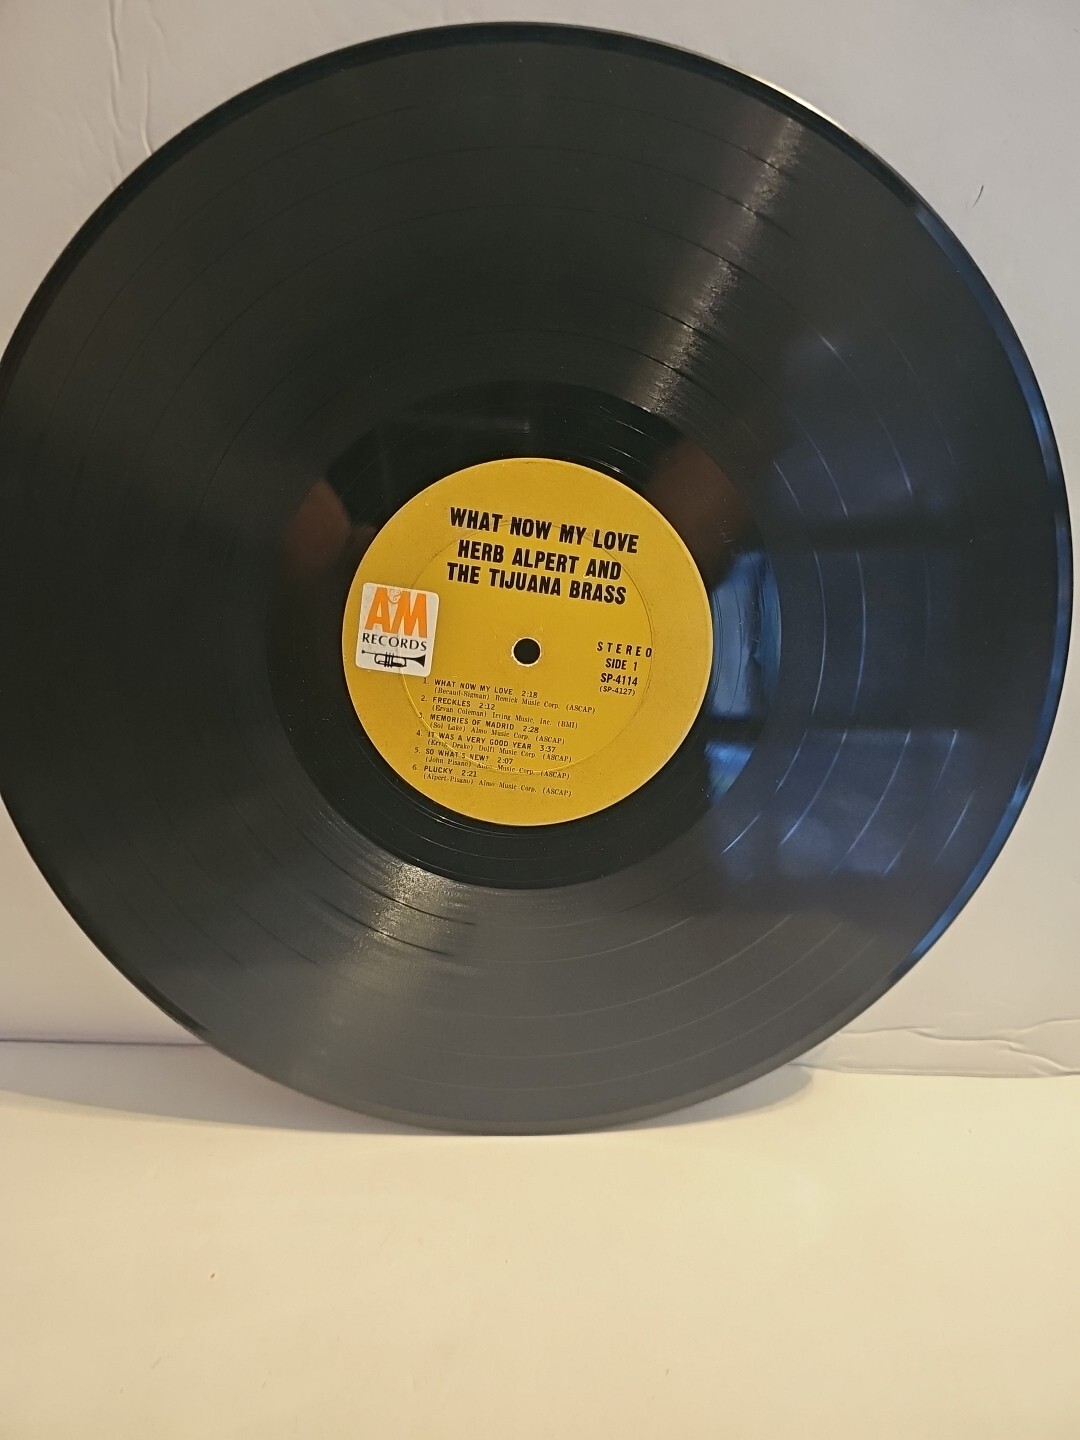 WHAT NOW MY LOVE
HERB ALPERT AND
THE TIJUANA BRASS
A&M
RECORDS
STEREO
SIDE 1
SP-4114
(SP-4127)
1. WHAT NOW MY LOVE 2:18
(Becaud-Sigman) Remick Music Corp. (ASCAP)
2. FRECKLES 2:12
(Ervan Coleman) Irving Music, Inc. (BMI)
3. MEMORIES OF MADRID 2:28
(Sol Lake) Almo Music Corp. (ASCAP)
4. IT WAS A VERY GOOD YEAR 3:37
(Ervin Drake) Dolfi Music Corp. (ASCAP)
5. SO WHAT'S NEW? 2:07
(John Pisano) Almo Music Corp. (ASCAP)
6. PLUCKY 2:21
(Alpert-Pisano) Almo Music Corp. (ASCAP)